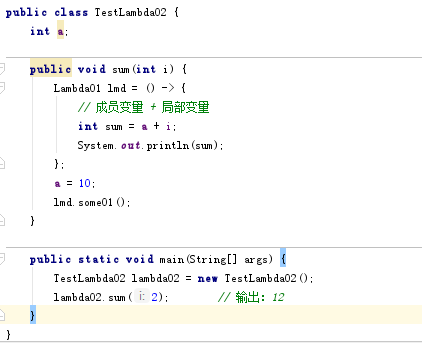 public class TestLambda02 {
int a;
public void sum(int i) {
Lambda01 lmd = () -> {
// 成员变量 + 局部变量
int sum = a + i;
System.out.println(sum);
};
a = 10;
lmd.some01();
}
public static void main(String[] args) {
TestLambda02 lambda02 = new TestLambda02();
lambda02.sum( i: 2); // 输出: 12
}
}